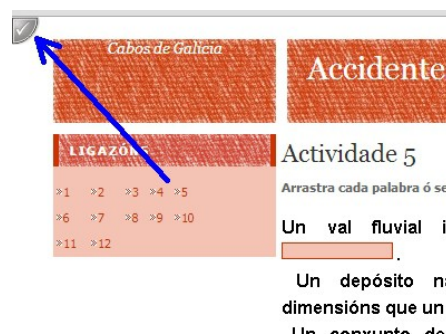 Cabos de Galicia
Accidente
LIGAZÓNS
»1 »2 »3 »4 »5
»6 »7 »8 »9 »10
»11 »12
Actividade 5
Arrastra cada palabra ó se
Un val fluvial i
.
Un depósito na
dimensións que un
Un conxunto de